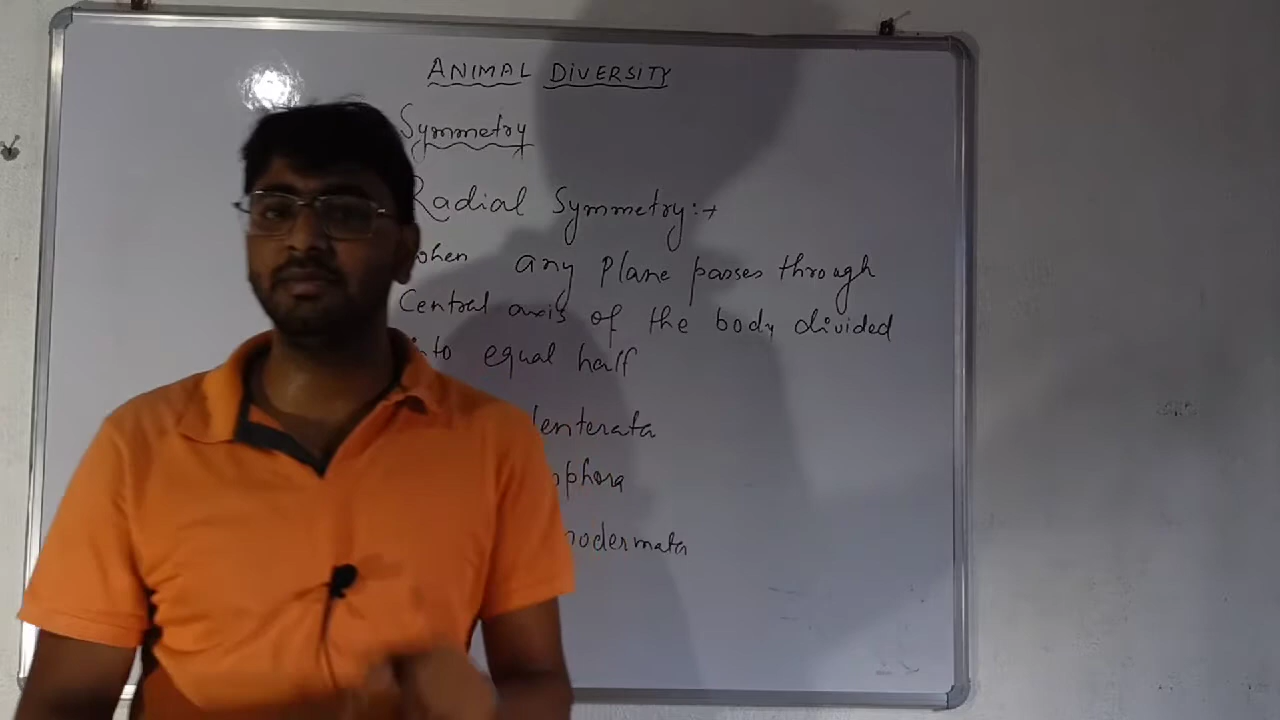 ANIMAL DIVERSITY
Symmetry
Radial Symmetry:→
when any plane passes through
Central axis of the body divided
into equal half
lenterata
ophora
nodermata